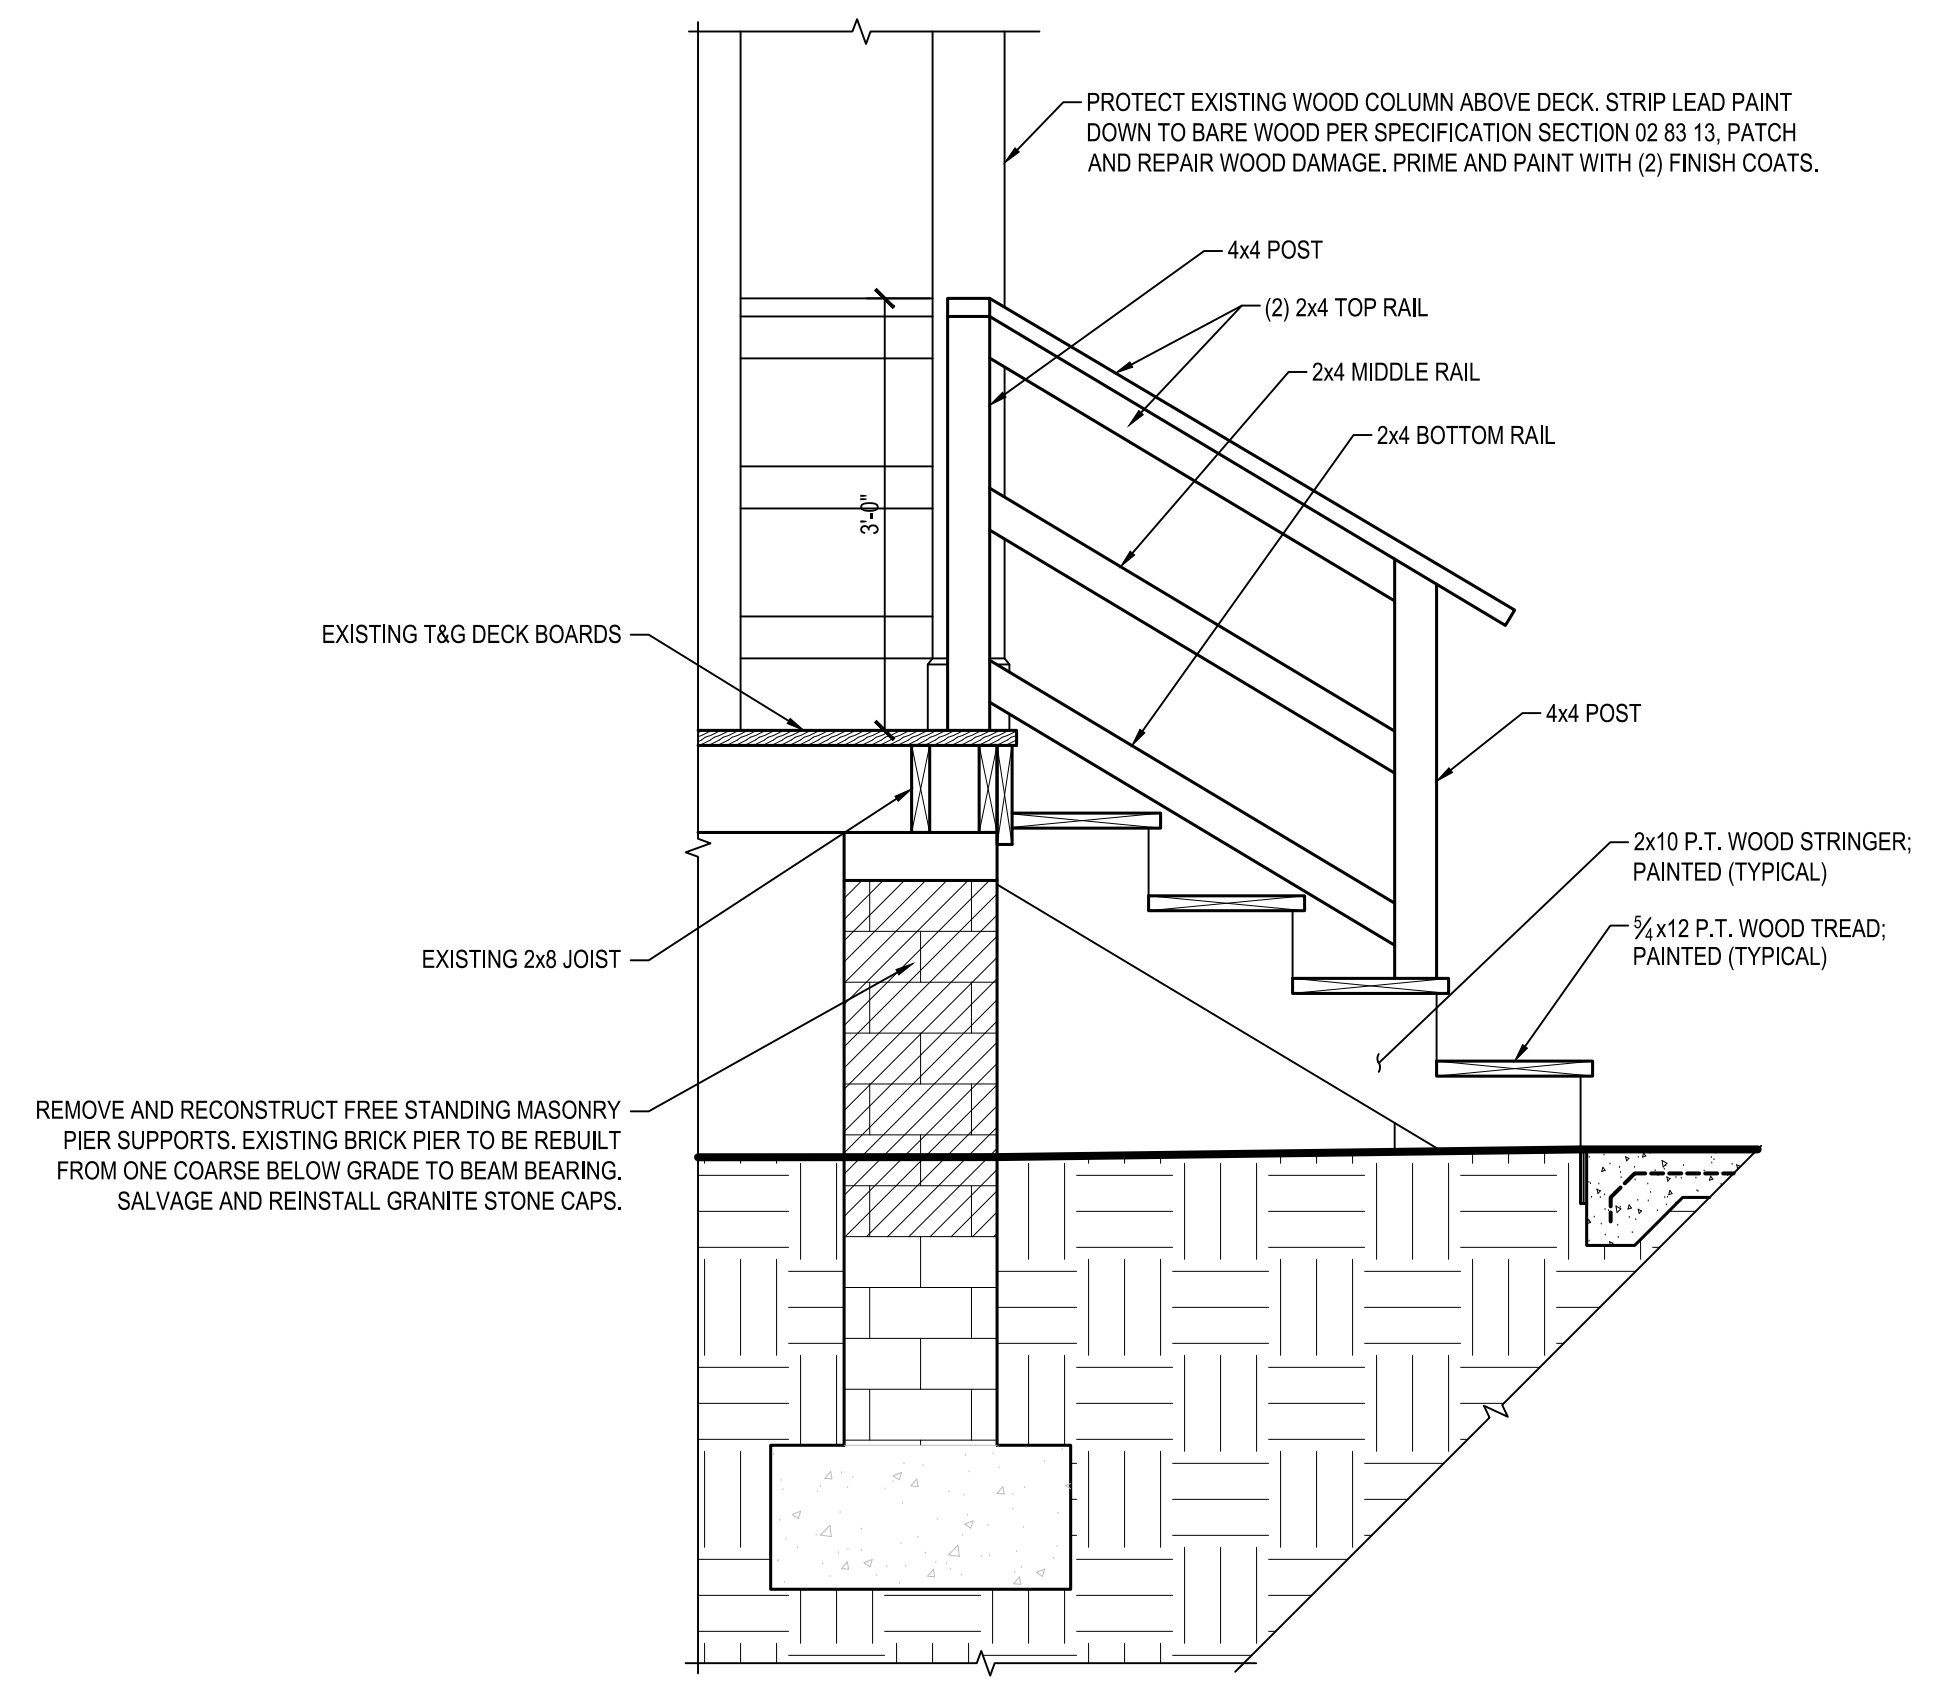 PROTECT EXISTING WOOD COLUMN ABOVE DECK. STRIP LEAD PAINT
DOWN TO BARE WOOD PER SPECIFICATION SECTION 02 83 13, PATCH
AND REPAIR WOOD DAMAGE. PRIME AND PAINT WITH (2) FINISH COATS.
4x4 POST
(2) 2x4 TOP RAIL
2x4 MIDDLE RAIL
2x4 BOTTOM RAIL
3'-0"
EXISTING T&G DECK BOARDS
4x4 POST
2x10 P.T. WOOD STRINGER;
PAINTED (TYPICAL)
5/4x12 P.T. WOOD TREAD;
PAINTED (TYPICAL)
EXISTING 2x8 JOIST
REMOVE AND RECONSTRUCT FREE STANDING MASONRY
PIER SUPPORTS. EXISTING BRICK PIER TO BE REBUILT
FROM ONE COARSE BELOW GRADE TO BEAM BEARING.
SALVAGE AND REINSTALL GRANITE STONE CAPS.